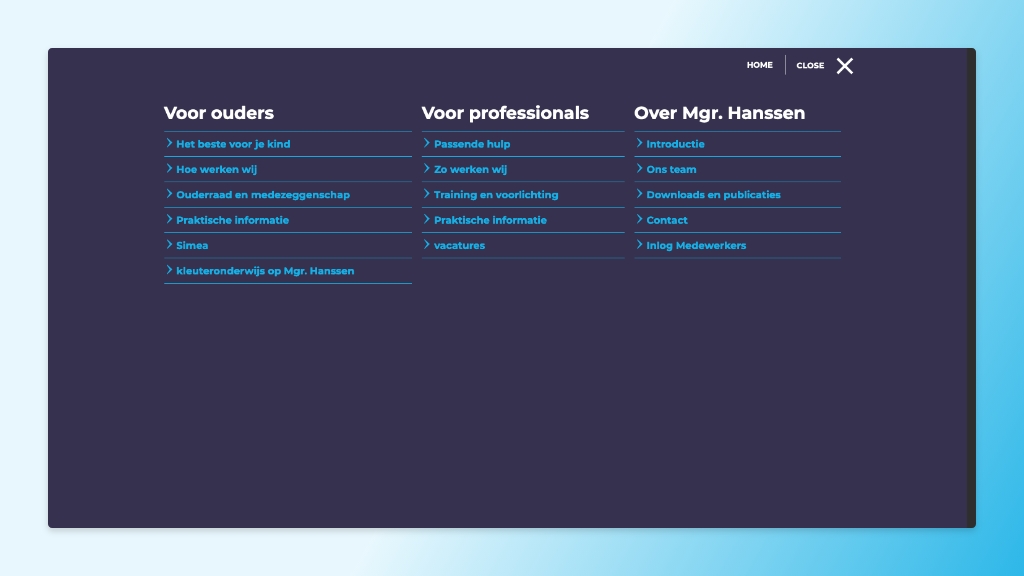 HOME
CLOSE
Voor ouders
Het beste voor je kind
Hoe werken wij
Ouderraad en medezeggenschap
Praktische informatie
Simea
kleuteronderwijs op Mgr. Hanssen
Voor professionals
Passende hulp
Zo werken wij
Training en voorlichting
Praktische informatie
vacatures
Over Mgr. Hanssen
Introductie
Ons team
Downloads en publicaties
Contact
Inlog Medewerkers